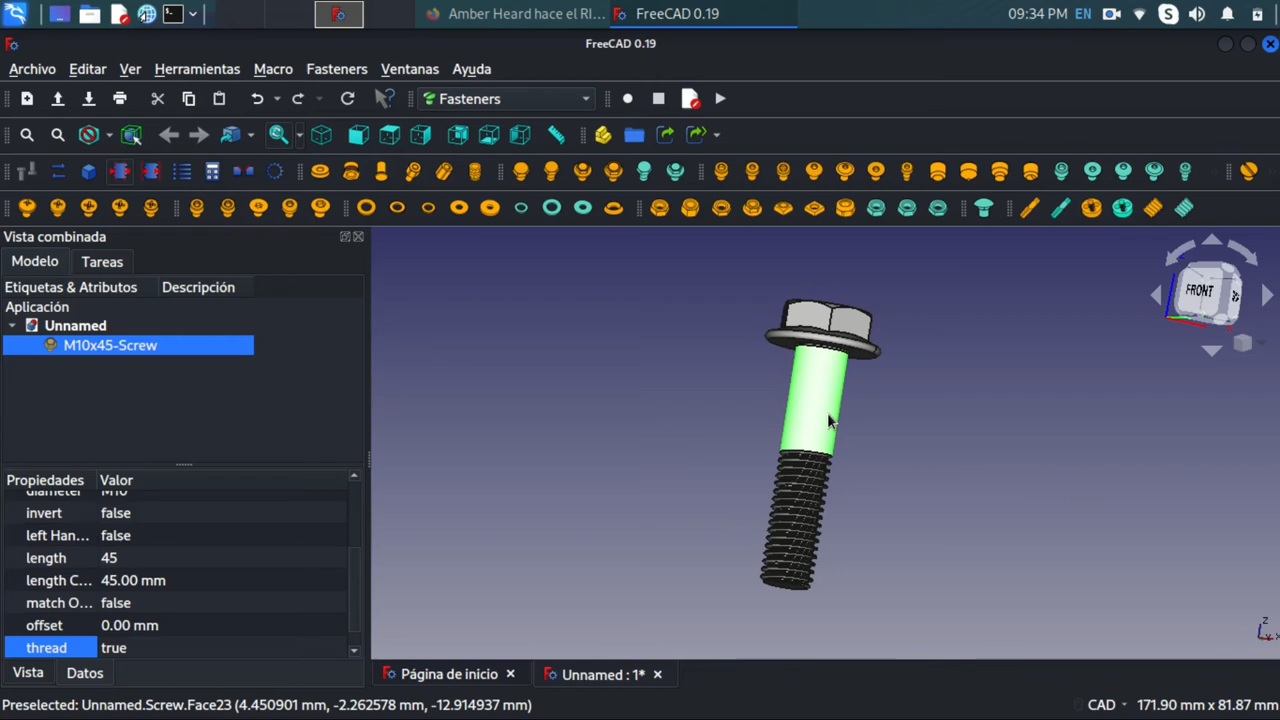 Amber Heard hace el RI...
FreeCAD 0.19
09:34 PM EN
FreeCAD 0.19
Archivo Editar Ver Herramientas Macro Fasteners Ventanas Ayuda
Fasteners
Vista combinada
Modelo Tareas
Etiquetas & Atributos Descripción
Aplicación
Unnamed
M10x45-Screw
FRONT
Propiedades Valor
diameter M10
invert false
left Han... false
length 45
length C... 45.00 mm
match O... false
offset 0.00 mm
thread true
Vista Datos
Página de inicio Unnamed : 1*
Preselected: Unnamed.Screw.Face23 (4.450901 mm, -2.262578 mm, -12.914937 mm)
CAD 171.90 mm x 81.87 mm